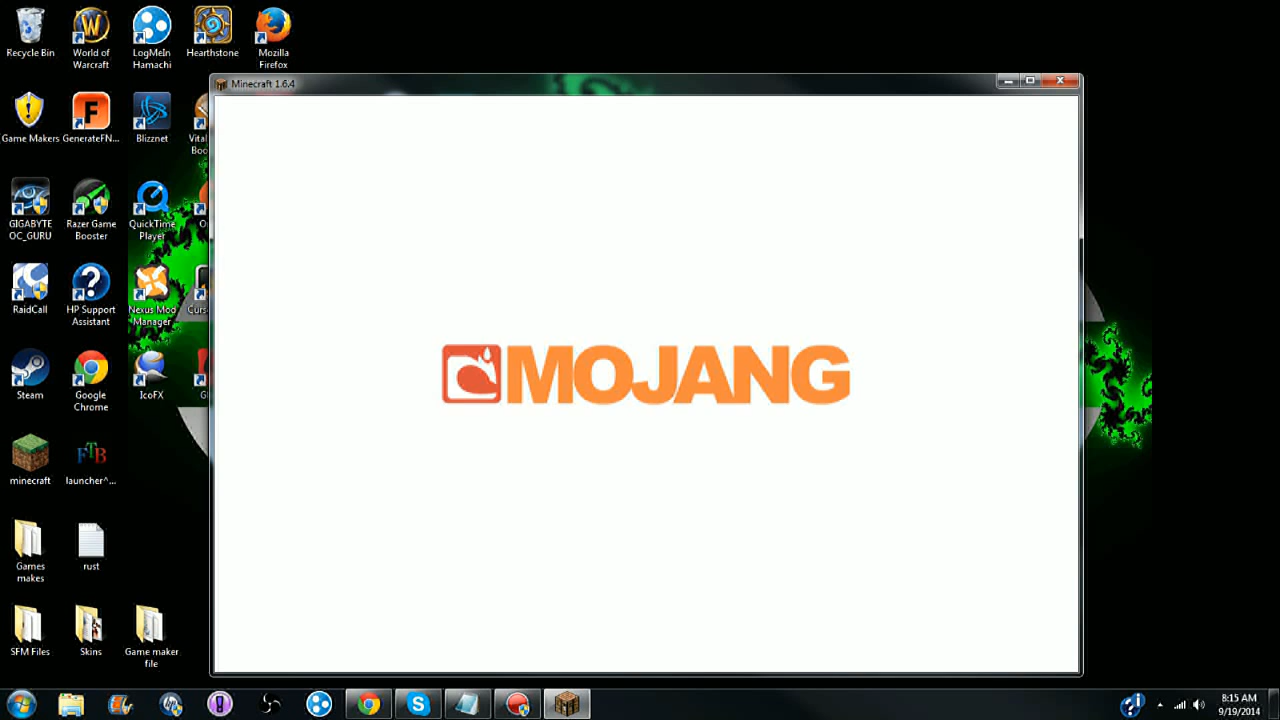 Recycle Bin
World of
Warcraft
LogMeIn
Hamachi
Hearthstone
Mozilla
Firefox
Minecraft 1.6.4
Game Makers
GenerateFN...
Blizznet
GIGABYTE
OC_GURU
Razer Game
Booster
QuickTime
Player
RaidCall
HP Support
Assistant
Nexus Mod
Manager
MOJANG
Steam
Google
Chrome
IcoFX
minecraft
FTB
launcher^...
Games
makes
rust
SFM Files
Skins
Game maker
file
8:15 AM
9/19/2014